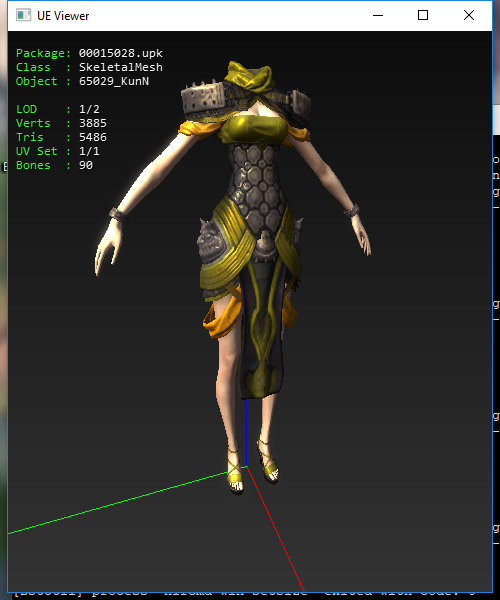 UE Viewer
Package: 00015028.upk
Class : SkeletalMesh
Object : 65029_KunN
LOD : 1/2
Verts : 3885
Tris : 5486
UV Set : 1/1
Bones : 90